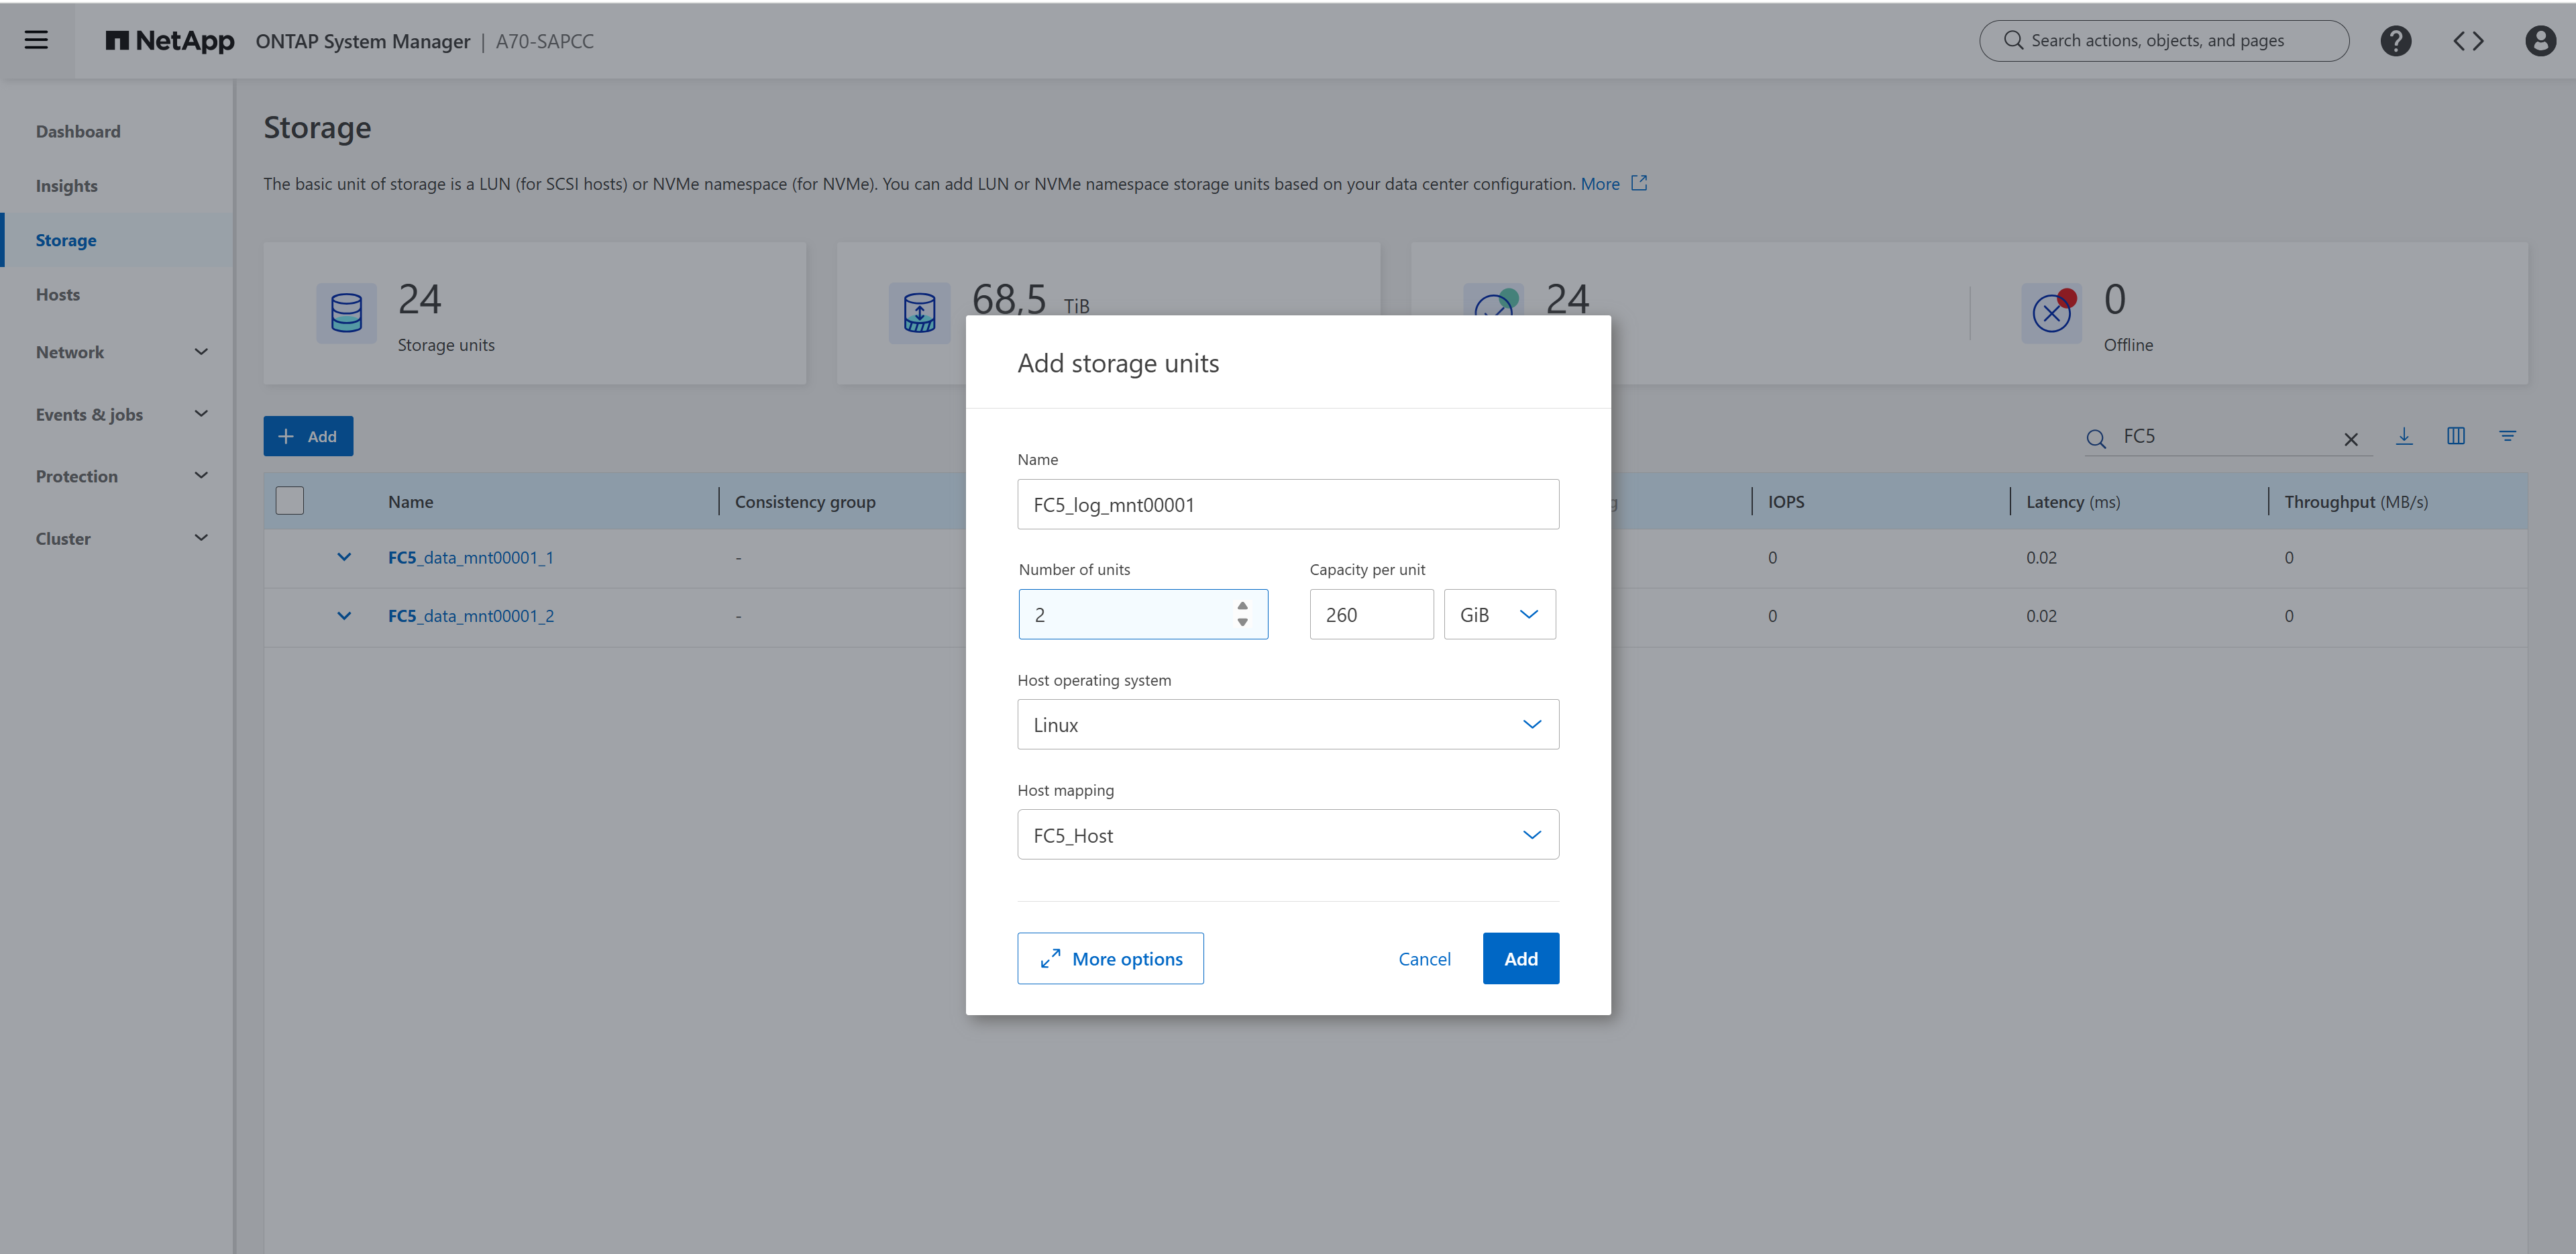 NetApp ONTAP System Manager | A70-SAPCC
Search actions, objects, and pages
Dashboard
Insights
Storage
Hosts
Network
Events & jobs
Protection
Cluster
Storage
The basic unit of storage is a LUN (for SCSI hosts) or NVMe namespace (for NVMe). You can add LUN or NVMe namespace storage units based on your data center configuration. More
24
Storage units
68,5 TiB
24
0
Offline
Add
FC5
Name Consistency group IOPS Latency (ms) Throughput (MB/s)
FC5_data_mnt00001_1 - 0 0.02 0
FC5_data_mnt00001_2 - 0 0.02 0
Add storage units
Name
FC5_log_mnt00001
Number of units Capacity per unit
2 260 GiB
Host operating system
Linux
Host mapping
FC5_Host
More options Cancel Add